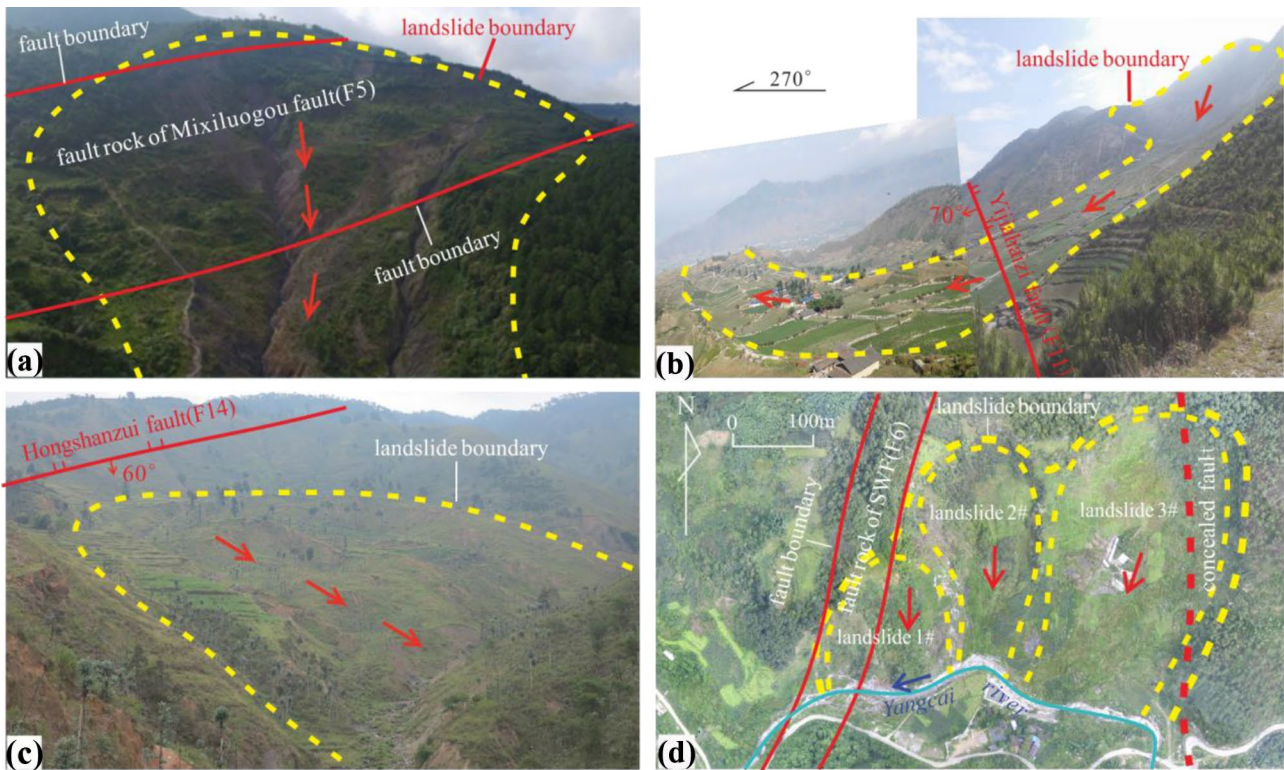 fault boundary
landslide boundary
fault rock of Mixiluogou fault(F5)
fault boundary
(a)
270°
landslide boundary
70°
Yijiahaizi fault(F11)
(b)
Hongshanzui fault(F14)
60°
landslide boundary
(c)
N
0 100m
landslide boundary
fault boundary
fault rock of SWF(F6)
landslide 2#
landslide 3#
concealed fault
landslide 1#
Yangcai river
(d)